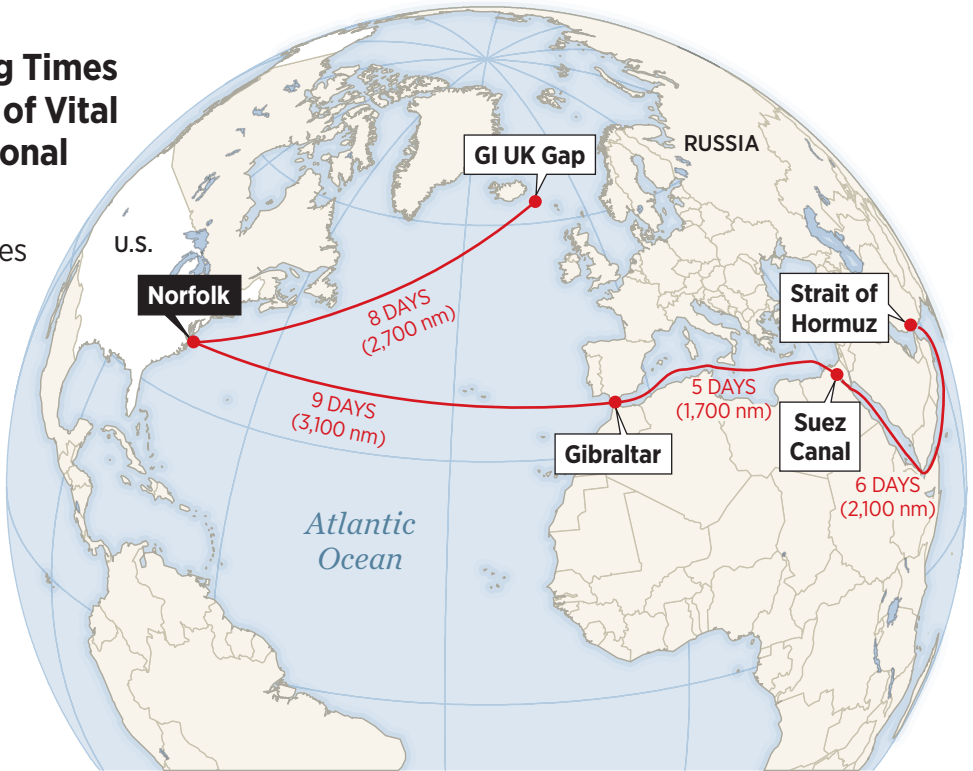 g Times
of Vital
onal
es
RUSSIA
GI UK Gap
U.S.
Norfolk
8 DAYS
(2,700 nm)
Strait of
Hormuz
9 DAYS
(3,100 nm)
5 DAYS
(1,700 nm)
Gibraltar
Suez
Canal
6 DAYS
(2,100 nm)
Atlantic
Ocean